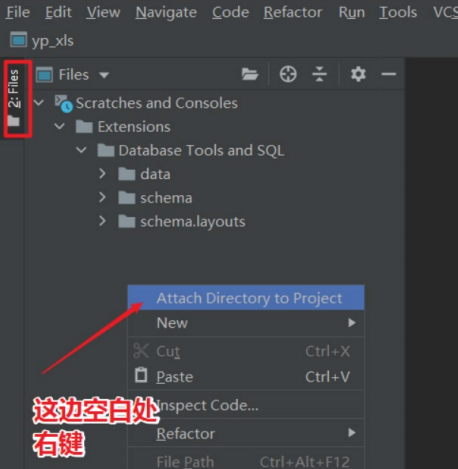 File Edit View Navigate Code Refactor Run Tools VCS
yp_xls
2: Files
Files
Scratches and Consoles
Extensions
Database Tools and SQL
data
schema
schema.layouts
Attach Directory to Project
New
Cut Ctrl+X
Paste Ctrl+V
Inspect Code...
Refactor
File Path Ctrl+Alt+F12
这边空白处
右键